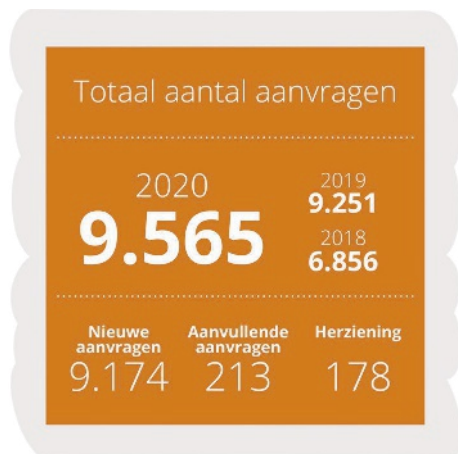 Totaal aantal aanvragen
2020
9.565
2019
9.251
2018
6.856
Nieuwe
aanvragen
9.174
Aanvullende
aanvragen
213
Herziening
178